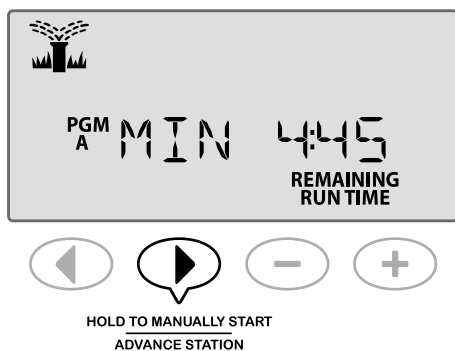 PGM MIN 4:45
A
REMAINING
RUN TIME
HOLD TO MANUALLY START
ADVANCE STATION